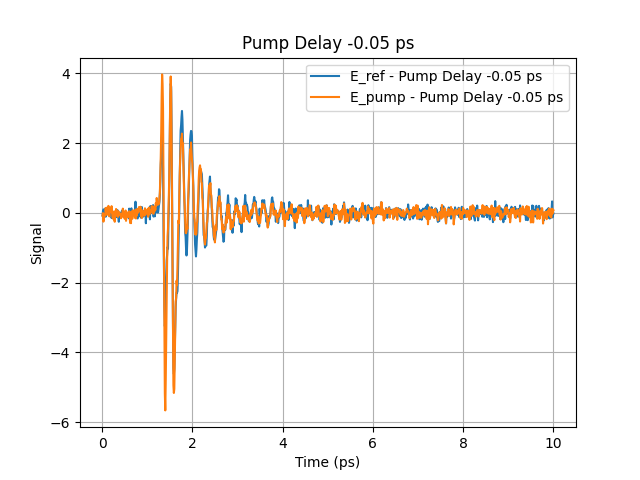 Pump Delay -0.05 ps
E_ref - Pump Delay -0.05 ps
E_pump - Pump Delay -0.05 ps
4
2
0
−2
−4
−6
Signal
0
2
4
6
8
10
Time (ps)